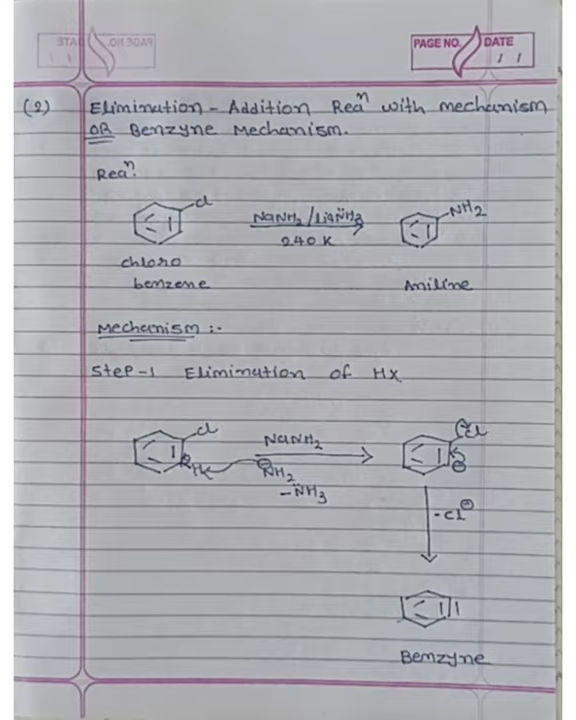 PAGE NO. DATE
/ /
(2) Elimination - Addition Reaⁿ with mechanism
OR Benzyne Mechanism.
Reaⁿ.
Cl NaNH2 / Liq NH3 NH2
240 K
chloro
benzene Aniline
Mechanism :-
Step-1 Elimination of HX
Cl NaNH2 Cl
H ⊖NH2 ⊖
-NH3
-Cl⊖
Benzyne